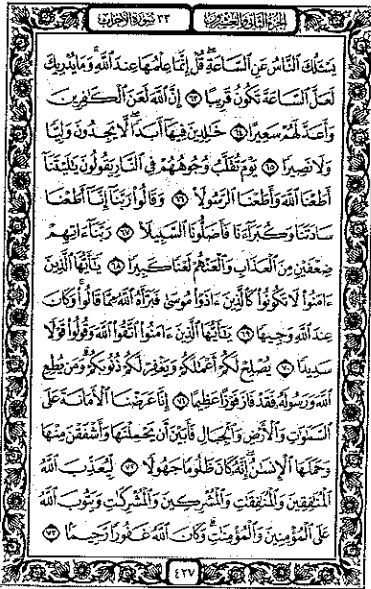 الجزء الثاني والعشرون ٣٣ سورة الأحزاب
يَسْـَٔلُكَ ٱلنَّاسُ عَنِ ٱلسَّاعَةِ ۖ قُلْ إِنَّمَا عِلْمُهَا عِندَ ٱللَّهِ ۚ وَمَا يُدْرِيكَ
لَعَلَّ ٱلسَّاعَةَ تَكُونُ قَرِيبًا ٦٣ إِنَّ ٱللَّهَ لَعَنَ ٱلْكَـٰفِرِينَ
وَأَعَدَّ لَهُمْ سَعِيرًا ٦٤ خَـٰلِدِينَ فِيهَآ أَبَدًا ۖ لَّا يَجِدُونَ وَلِيًّا
وَلَا نَصِيرًا ٦٥ يَوْمَ تُقَلَّبُ وُجُوهُهُمْ فِى ٱلنَّارِ يَقُولُونَ يَـٰلَيْتَنَآ
أَطَعْنَا ٱللَّهَ وَأَطَعْنَا ٱلرَّسُولَا۠ ٦٦ وَقَالُوا۟ رَبَّنَآ إِنَّآ أَطَعْنَا
سَادَتَنَا وَكُبَرَآءَنَا فَأَضَلُّونَا ٱلسَّبِيلَا۠ ٦٧ رَبَّنَآ ءَاتِهِمْ
ضِعْفَيْنِ مِنَ ٱلْعَذَابِ وَٱلْعَنْهُمْ لَعْنًا كَبِيرًا ٦٨ يَـٰٓأَيُّهَا ٱلَّذِينَ
ءَامَنُوا۟ لَا تَكُونُوا۟ كَٱلَّذِينَ ءَاذَوْا۟ مُوسَىٰ فَبَرَّأَهُ ٱللَّهُ مِمَّا قَالُوا۟ ۚ وَكَانَ
عِندَ ٱللَّهِ وَجِيهًا ٦٩ يَـٰٓأَيُّهَا ٱلَّذِينَ ءَامَنُوا۟ ٱتَّقُوا۟ ٱللَّهَ وَقُولُوا۟ قَوْلًا
سَدِيدًا ٧٠ يُصْلِحْ لَكُمْ أَعْمَـٰلَكُمْ وَيَغْفِرْ لَكُمْ ذُنُوبَكُمْ ۗ وَمَن يُطِعِ
ٱللَّهَ وَرَسُولَهُۥ فَقَدْ فَازَ فَوْزًا عَظِيمًا ٧١ إِنَّا عَرَضْنَا ٱلْأَمَانَةَ عَلَى
ٱلسَّمَـٰوَٰتِ وَٱلْأَرْضِ وَٱلْجِبَالِ فَأَبَيْنَ أَن يَحْمِلْنَهَا وَأَشْفَقْنَ مِنْهَا
وَحَمَلَهَا ٱلْإِنسَـٰنُ ۖ إِنَّهُۥ كَانَ ظَلُومًا جَهُولًا ٧٢ لِّيُعَذِّبَ ٱللَّهُ
ٱلْمُنَـٰفِقِينَ وَٱلْمُنَـٰفِقَـٰتِ وَٱلْمُشْرِكِينَ وَٱلْمُشْرِكَـٰتِ وَيَتُوبَ ٱللَّهُ
عَلَى ٱلْمُؤْمِنِينَ وَٱلْمُؤْمِنَـٰتِ ۗ وَكَانَ ٱللَّهُ غَفُورًا رَّحِيمًۢا ٧٣
٤٢٧